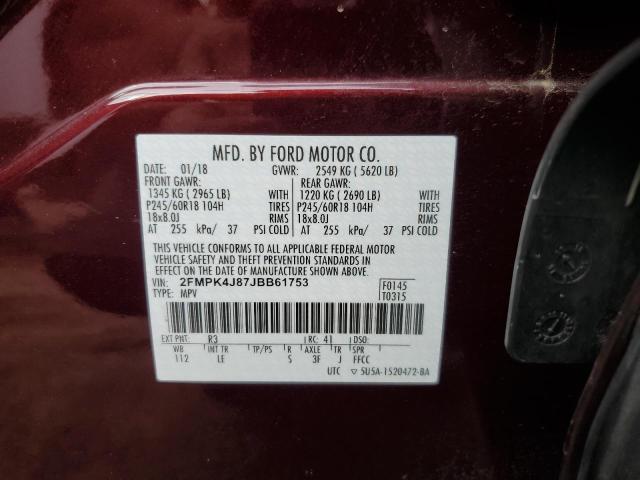 MFD. BY FORD MOTOR CO.
DATE: 01/18 GVWR: 2549 KG ( 5620 LB)
FRONT GAWR: REAR GAWR:
1345 KG ( 2965 LB) WITH 1220 KG ( 2690 LB) WITH
P245/60R18 104H TIRES P245/60R18 104H TIRES
18x8.0J RIMS 18x8.0J RIMS
AT 255 kPa/ 37 PSI COLD AT 255 kPa/ 37 PSI COLD
THIS VEHICLE CONFORMS TO ALL APPLICABLE FEDERAL MOTOR
VEHICLE SAFETY AND THEFT PREVENTION STANDARDS IN
EFFECT ON THE DATE OF MANUFACTURE SHOWN ABOVE.
VIN: 2FMPK4J87JBB61753 F0145
TYPE: MPV T0315
EXT PNT: R3 RC: 41 DSO:
WB INT TR TP/PS R AXLE TR SPR
112 LE S 3F J FFCC
UTC ▽ 5U5A-1520472-BA